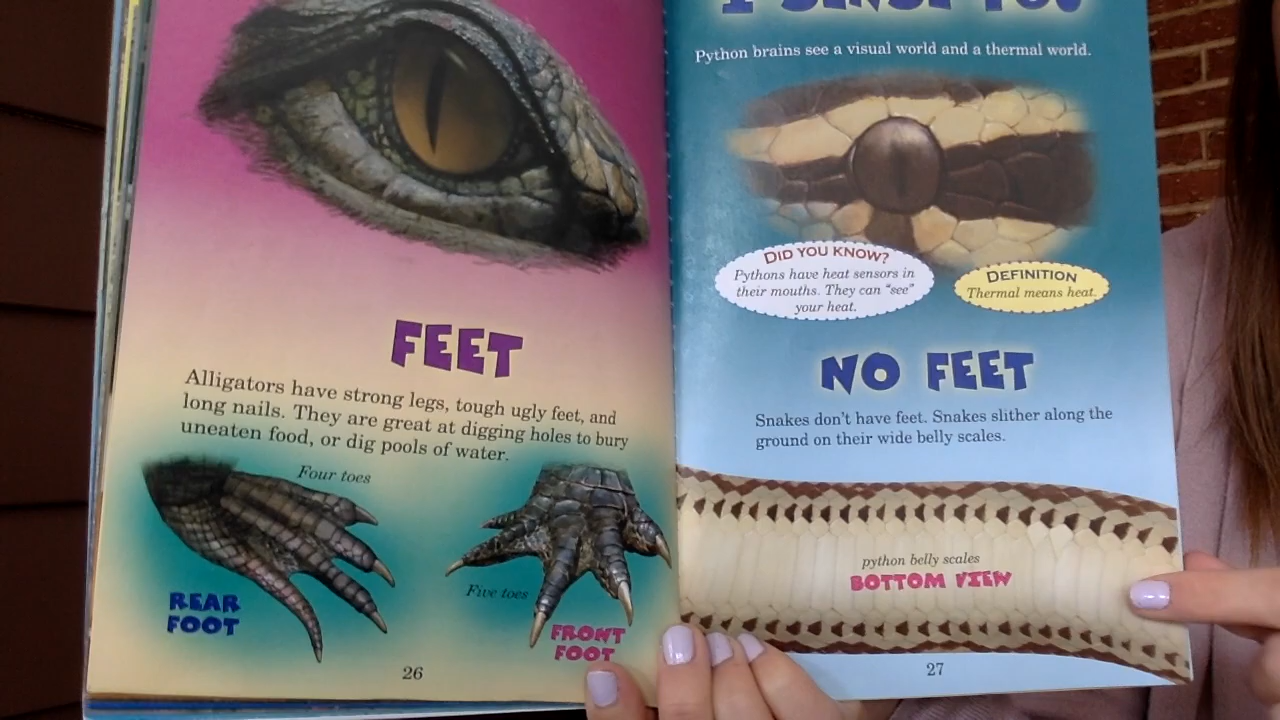 FEET
Alligators have strong legs, tough ugly feet, and
long nails. They are great at digging holes to bury
uneaten food, or dig pools of water.
Four toes
REAR
FOOT
Five toes
FRONT
FOOT
26
I SENSE YOU
Python brains see a visual world and a thermal world.
DID YOU KNOW?
Pythons have heat sensors in
their mouths. They can "see"
your heat.
DEFINITION
Thermal means heat.
NO FEET
Snakes don't have feet. Snakes slither along the
ground on their wide belly scales.
python belly scales
BOTTOM VIEW
27